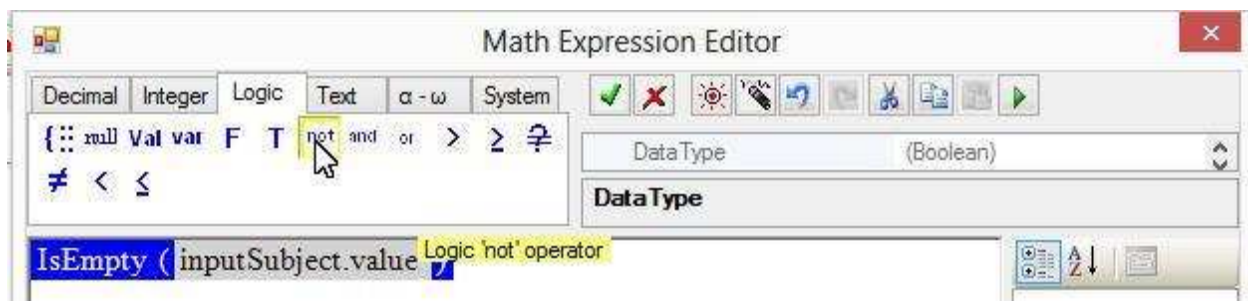 Math Expression Editor
Decimal Integer Logic Text α - ω System
{ null Val var F T not and or > ≥ =?
≠ < ≤
DataType (Boolean)
DataType
IsEmpty ( inputSubject.value )
Logic 'not' operator
A Z